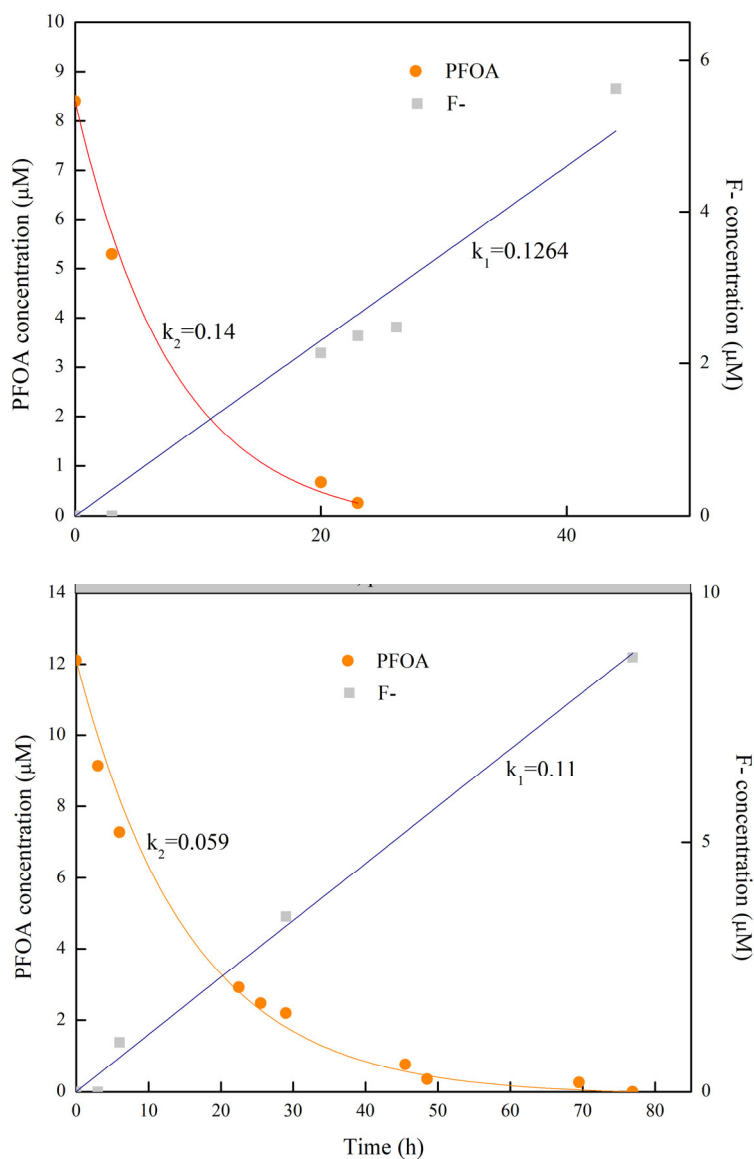 10
9
8
7
6
5
4
3
2
1
0
PFOA concentration (μM)
PFOA
F-
k1=0.1264
k2=0.14
6
4
2
0
F- concentration (μM)
0
20
40
14
12
10
8
6
4
2
0
PFOA concentration (μM)
PFOA
F-
k1=0.11
k2=0.059
10
5
0
F- concentration (μM)
0
10
20
30
40
50
60
70
80
Time (h)